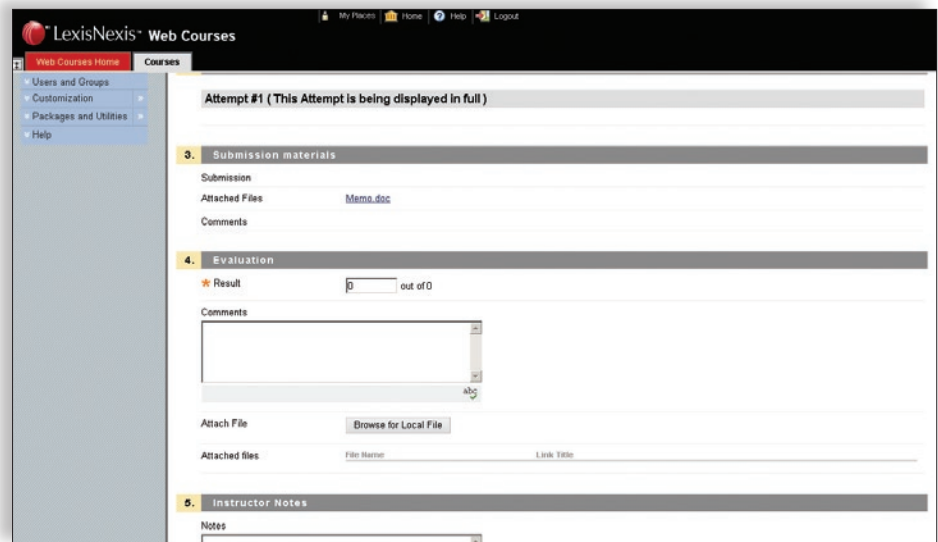 My Places Home Help Logout
LexisNexis™ Web Courses
Web Courses Home Courses
Users and Groups
Customization
Packages and Utilities
Help
Attempt #1 ( This Attempt is being displayed in full )
3. Submission materials
Submission
Attached Files Memo.doc
Comments
4. Evaluation
* Result 0 out of 0
Comments
abc
Attach File Browse for Local File
Attached files File Name Link Title
5. Instructor Notes
Notes